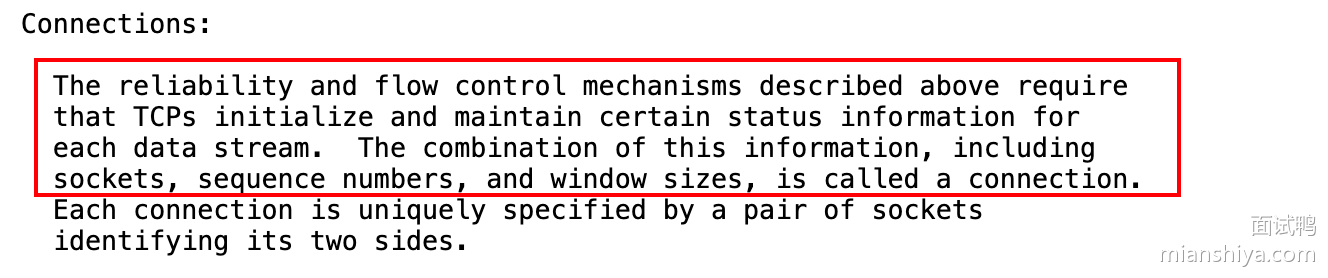 Connections:
The reliability and flow control mechanisms described above require
that TCPs initialize and maintain certain status information for
each data stream.  The combination of this information, including
sockets, sequence numbers, and window sizes, is called a connection.
Each connection is uniquely specified by a pair of sockets
identifying its two sides.
面试鸭
mianshiya.com